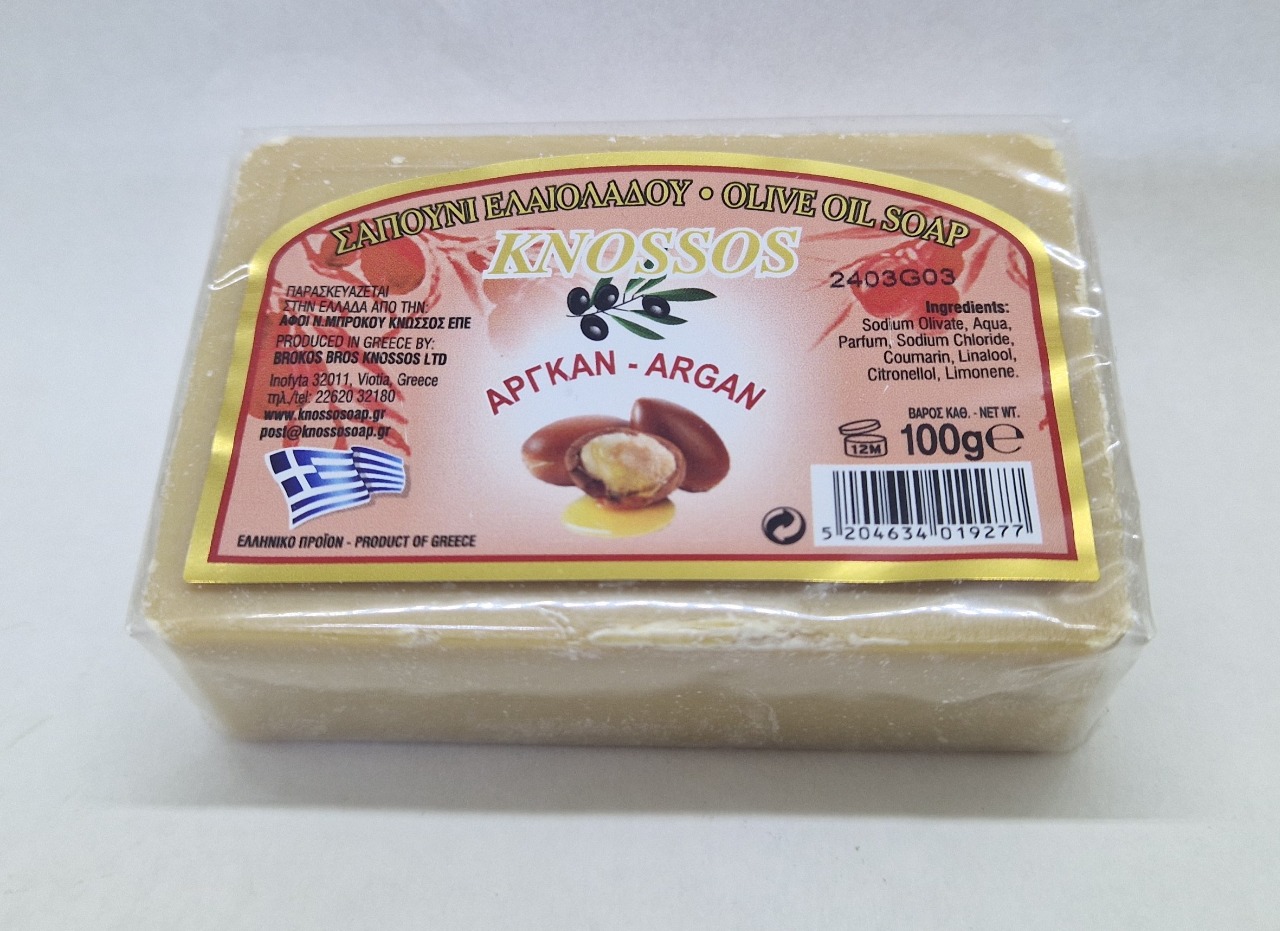 ΣΑΠΟΥΝΙ ΕΛΑΙΟΛΑΔΟΥ • OLIVE OIL SOAP
KNOSSOS
2403G03
ΠΑΡΑΣΚΕΥΑΖΕΤΑΙ
ΣΤΗΝ ΕΛΛΑΔΑ ΑΠΟ ΤΗΝ:
ΑΦΟΙ Ν.ΜΠΡΟΚΟΥ ΚΝΩΣΣΟΣ ΕΠΕ
PRODUCED IN GREECE BY:
BROKOS BROS KNOSSOS LTD
Inofyta 32011, Viotia, Greece
τηλ./tel: 22620 32180
www.knossosoap.gr
post@knossosoap.gr
ΕΛΛΗΝΙΚΟ ΠΡΟΪΟΝ - PRODUCT OF GREECE
ΑΡΓΚΑΝ - ARGAN
Ingredients:
Sodium Olivate, Aqua,
Parfum, Sodium Chloride,
Coumarin, Linalool,
Citronellol, Limonene.
ΒΑΡΟΣ ΚΑΘ. - NET WT.
12M 100g℮
5 204634 019277